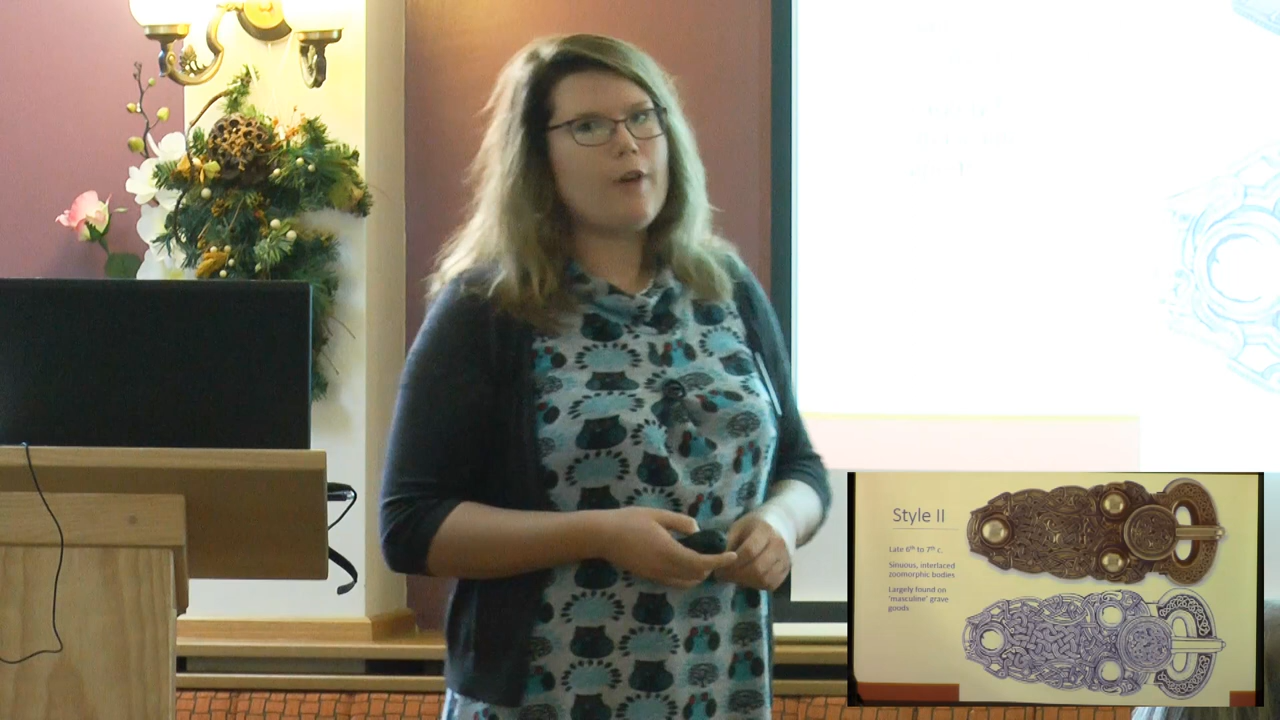 Style II
Late 6th to 7th c.
Sinuous, interlaced
zoomorphic bodies
Largely found on
'masculine' grave
goods